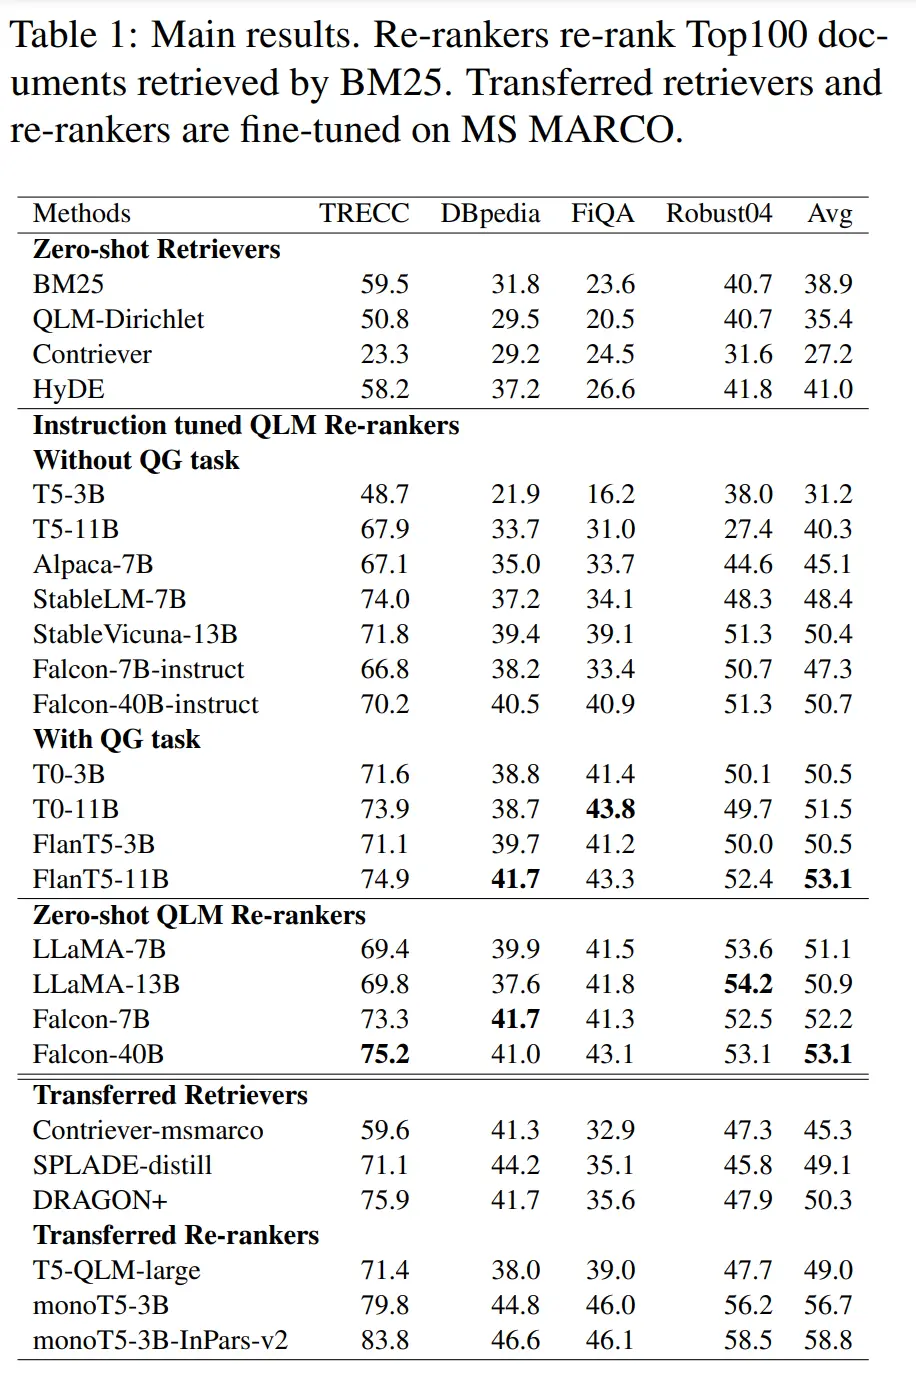 Table 1: Main results. Re-rankers re-rank Top100 doc-
uments retrieved by BM25. Transferred retrievers and
re-rankers are fine-tuned on MS MARCO.
Methods TRECC DBpedia FiQA Robust04 Avg
Zero-shot Retrievers
BM25 59.5 31.8 23.6 40.7 38.9
QLM-Dirichlet 50.8 29.5 20.5 40.7 35.4
Contriever 23.3 29.2 24.5 31.6 27.2
HyDE 58.2 37.2 26.6 41.8 41.0
Instruction tuned QLM Re-rankers
Without QG task
T5-3B 48.7 21.9 16.2 38.0 31.2
T5-11B 67.9 33.7 31.0 27.4 40.3
Alpaca-7B 67.1 35.0 33.7 44.6 45.1
StableLM-7B 74.0 37.2 34.1 48.3 48.4
StableVicuna-13B 71.8 39.4 39.1 51.3 50.4
Falcon-7B-instruct 66.8 38.2 33.4 50.7 47.3
Falcon-40B-instruct 70.2 40.5 40.9 51.3 50.7
With QG task
T0-3B 71.6 38.8 41.4 50.1 50.5
T0-11B 73.9 38.7 43.8 49.7 51.5
FlanT5-3B 71.1 39.7 41.2 50.0 50.5
FlanT5-11B 74.9 41.7 43.3 52.4 53.1
Zero-shot QLM Re-rankers
LLaMA-7B 69.4 39.9 41.5 53.6 51.1
LLaMA-13B 69.8 37.6 41.8 54.2 50.9
Falcon-7B 73.3 41.7 41.3 52.5 52.2
Falcon-40B 75.2 41.0 43.1 53.1 53.1
Transferred Retrievers
Contriever-msmarco 59.6 41.3 32.9 47.3 45.3
SPLADE-distill 71.1 44.2 35.1 45.8 49.1
DRAGON+ 75.9 41.7 35.6 47.9 50.3
Transferred Re-rankers
T5-QLM-large 71.4 38.0 39.0 47.7 49.0
monoT5-3B 79.8 44.8 46.0 56.2 56.7
monoT5-3B-InPars-v2 83.8 46.6 46.1 58.5 58.8